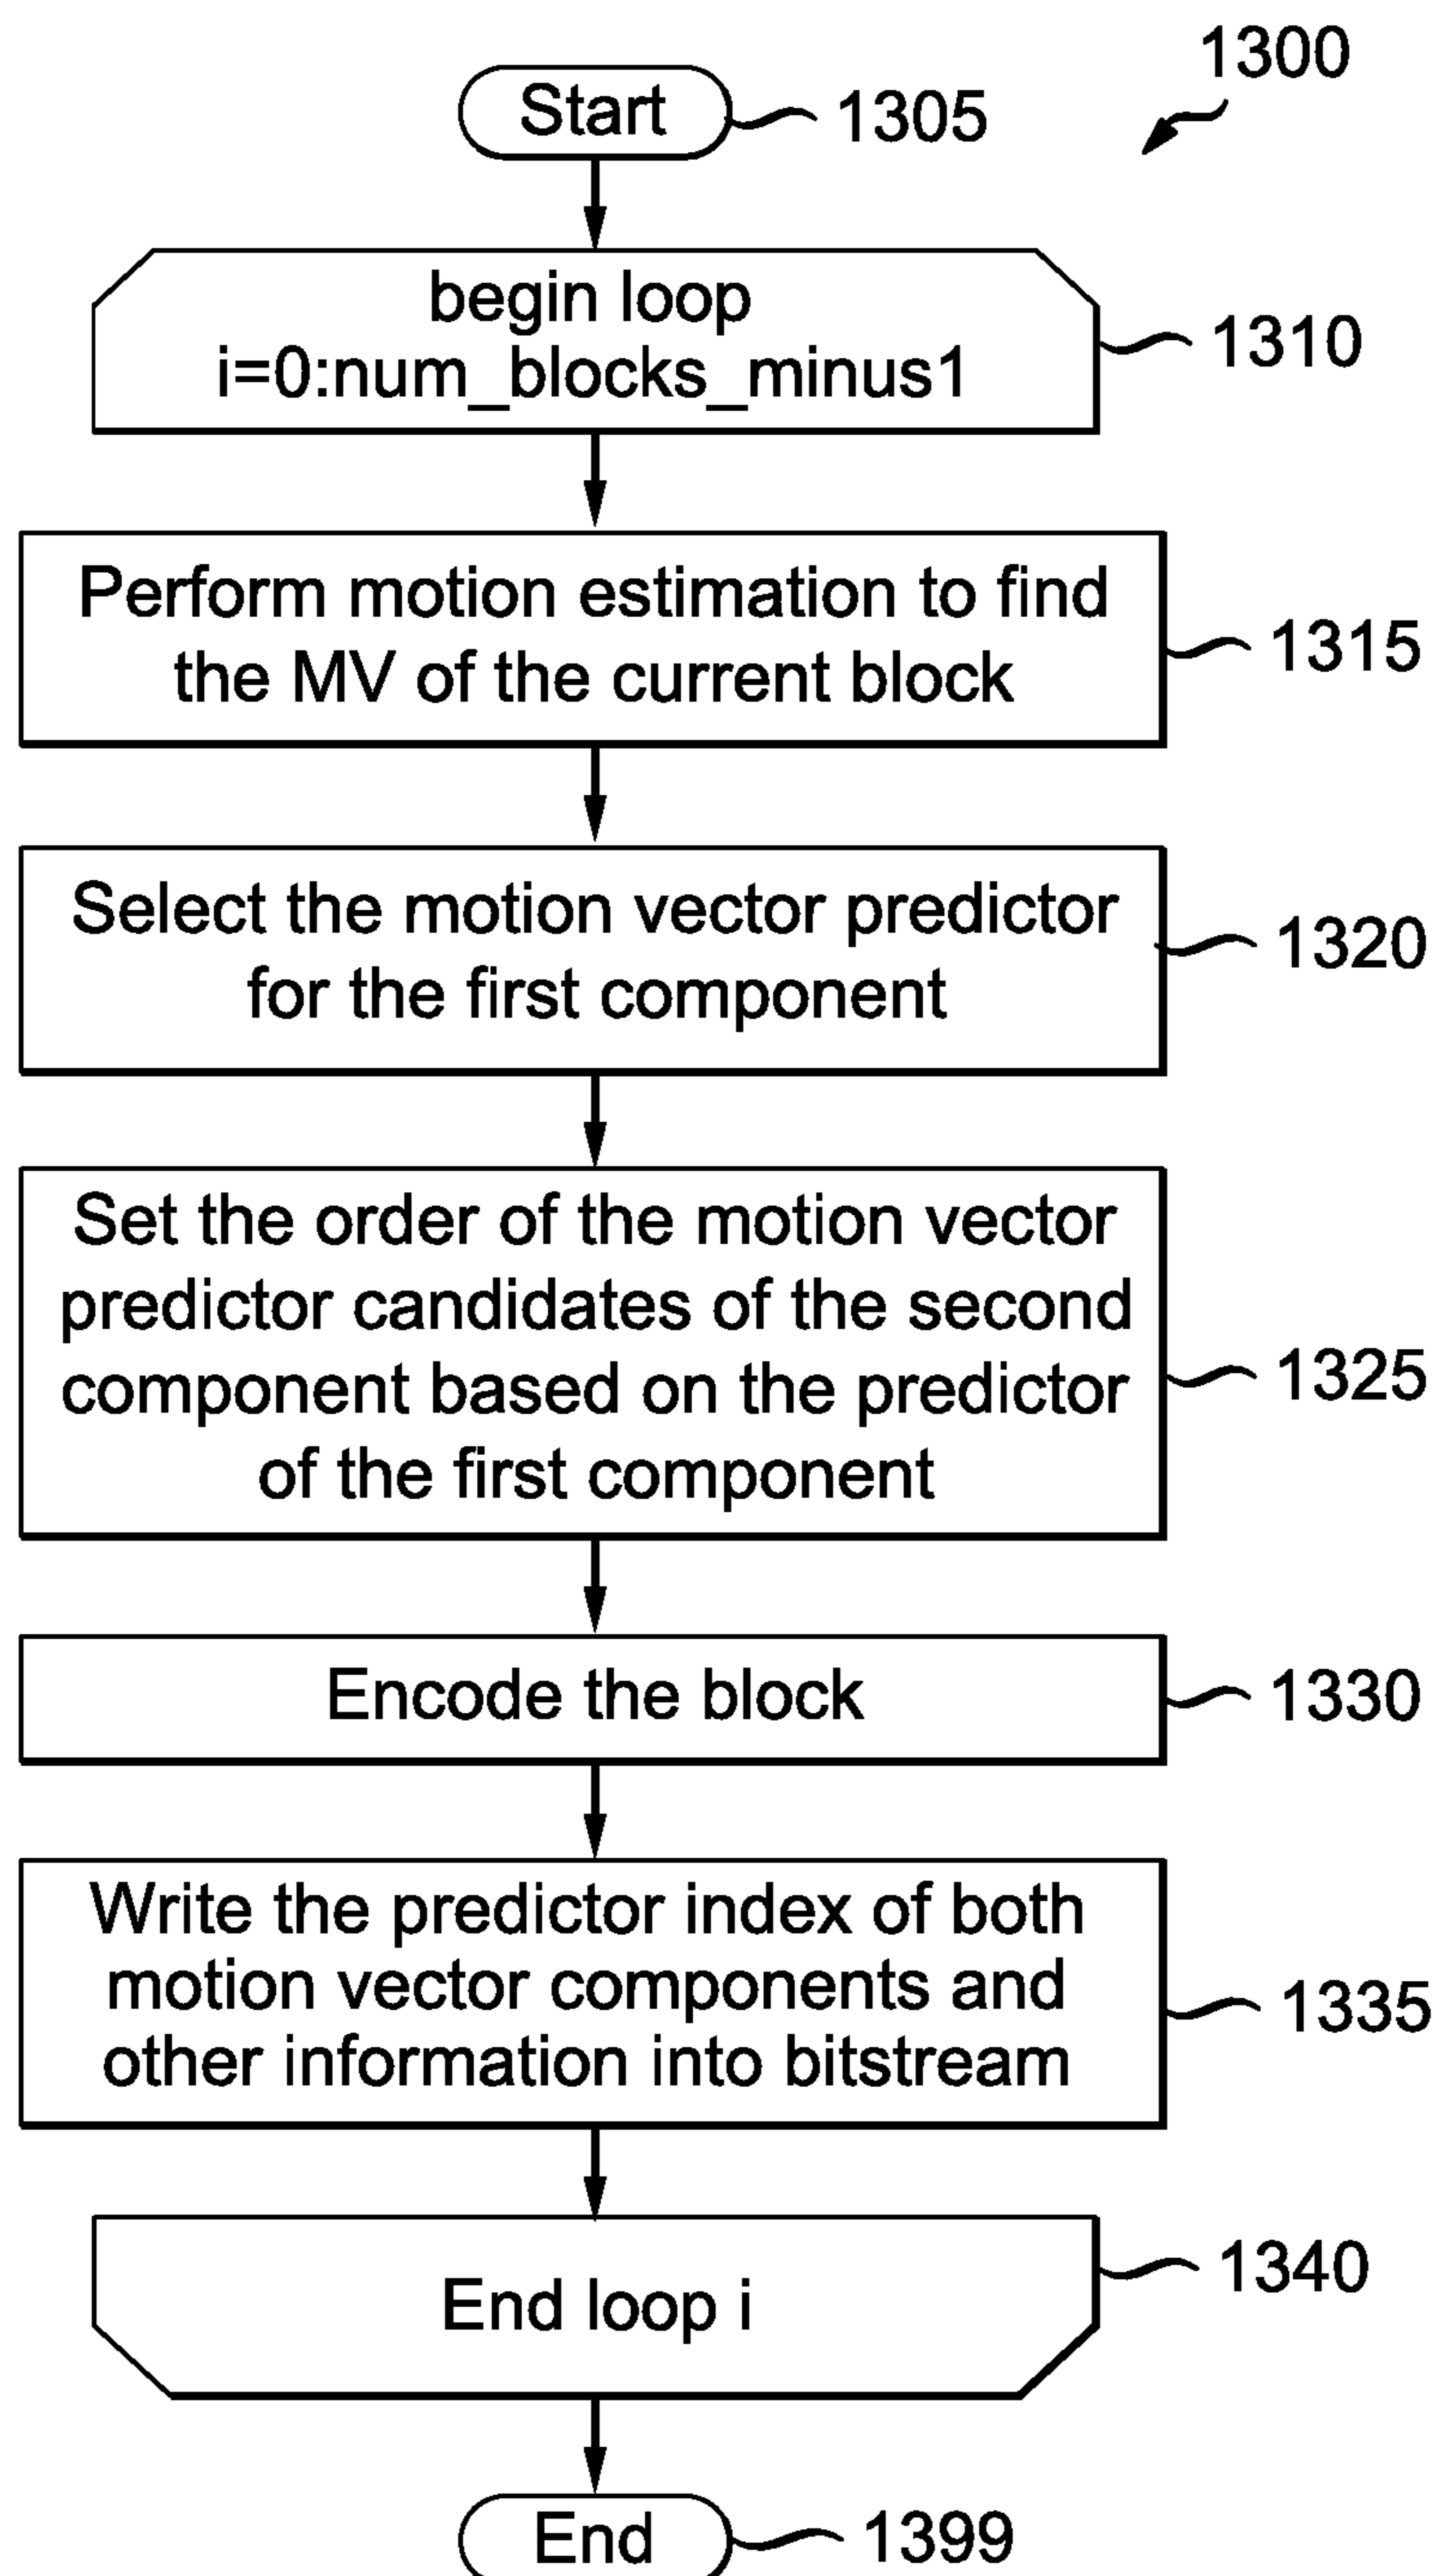 1300
Start
1305
begin loop
i=0:num_blocks_minus1
1310
Perform motion estimation to find
the MV of the current block
1315
Select the motion vector predictor
for the first component
1320
Set the order of the motion vector
predictor candidates of the second
component based on the predictor
of the first component
1325
Encode the block
1330
Write the predictor index of both
motion vector components and
other information into bitstream
1335
End loop i
1340
End
1399